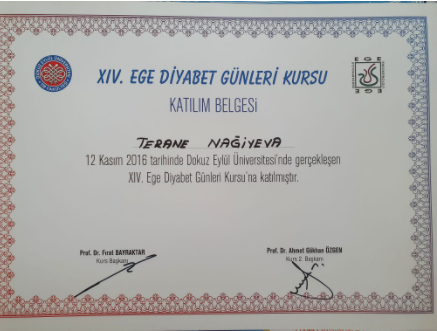 XIV. EGE DİYABET GÜNLERİ KURSU
KATILIM BELGESİ
TERANE NAĞIYEVA
12 Kasım 2016 tarihinde Dokuz Eylül Üniversitesi'nde gerçekleşen
XIV. Ege Diyabet Günleri Kursu'na katılmıştır.
Prof. Dr. Fırat BAYRAKTAR
Kurs Başkanı
Prof. Dr. Ahmet Gökhan ÖZGEN
Kurs 2. Başkanı